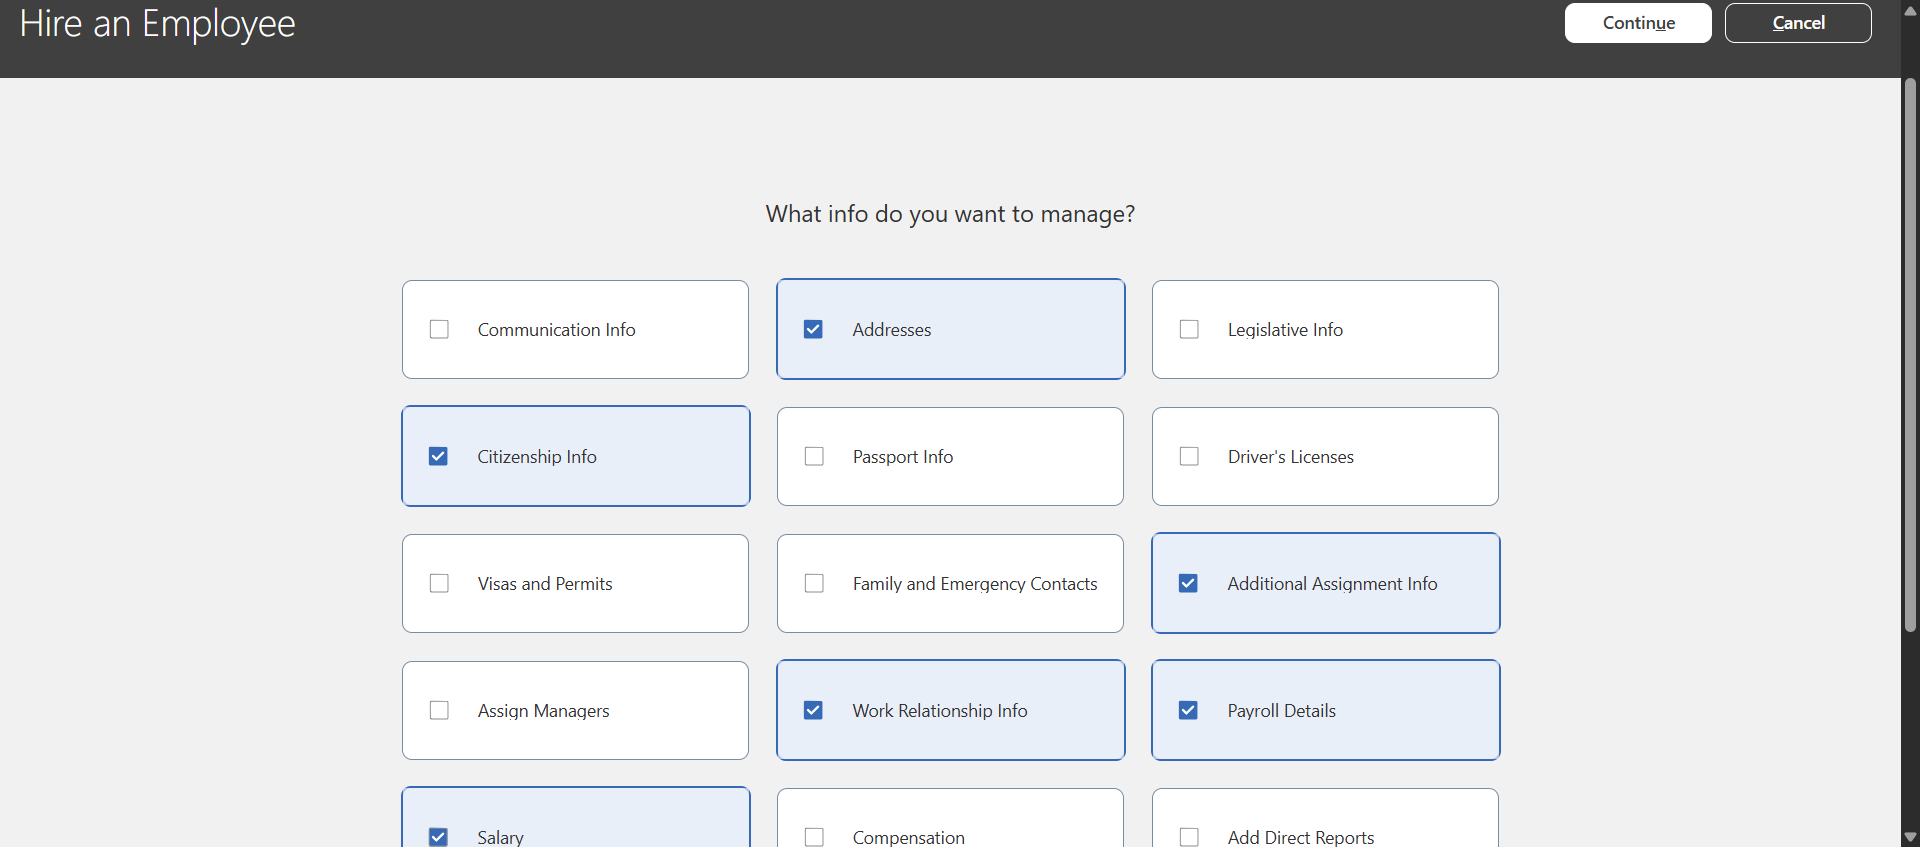 Hire an Employee
Continue
Cancel
What info do you want to manage?
Communication Info
Addresses
Legislative Info
Citizenship Info
Passport Info
Driver's Licenses
Visas and Permits
Family and Emergency Contacts
Additional Assignment Info
Assign Managers
Work Relationship Info
Payroll Details
Salary
Compensation
Add Direct Reports